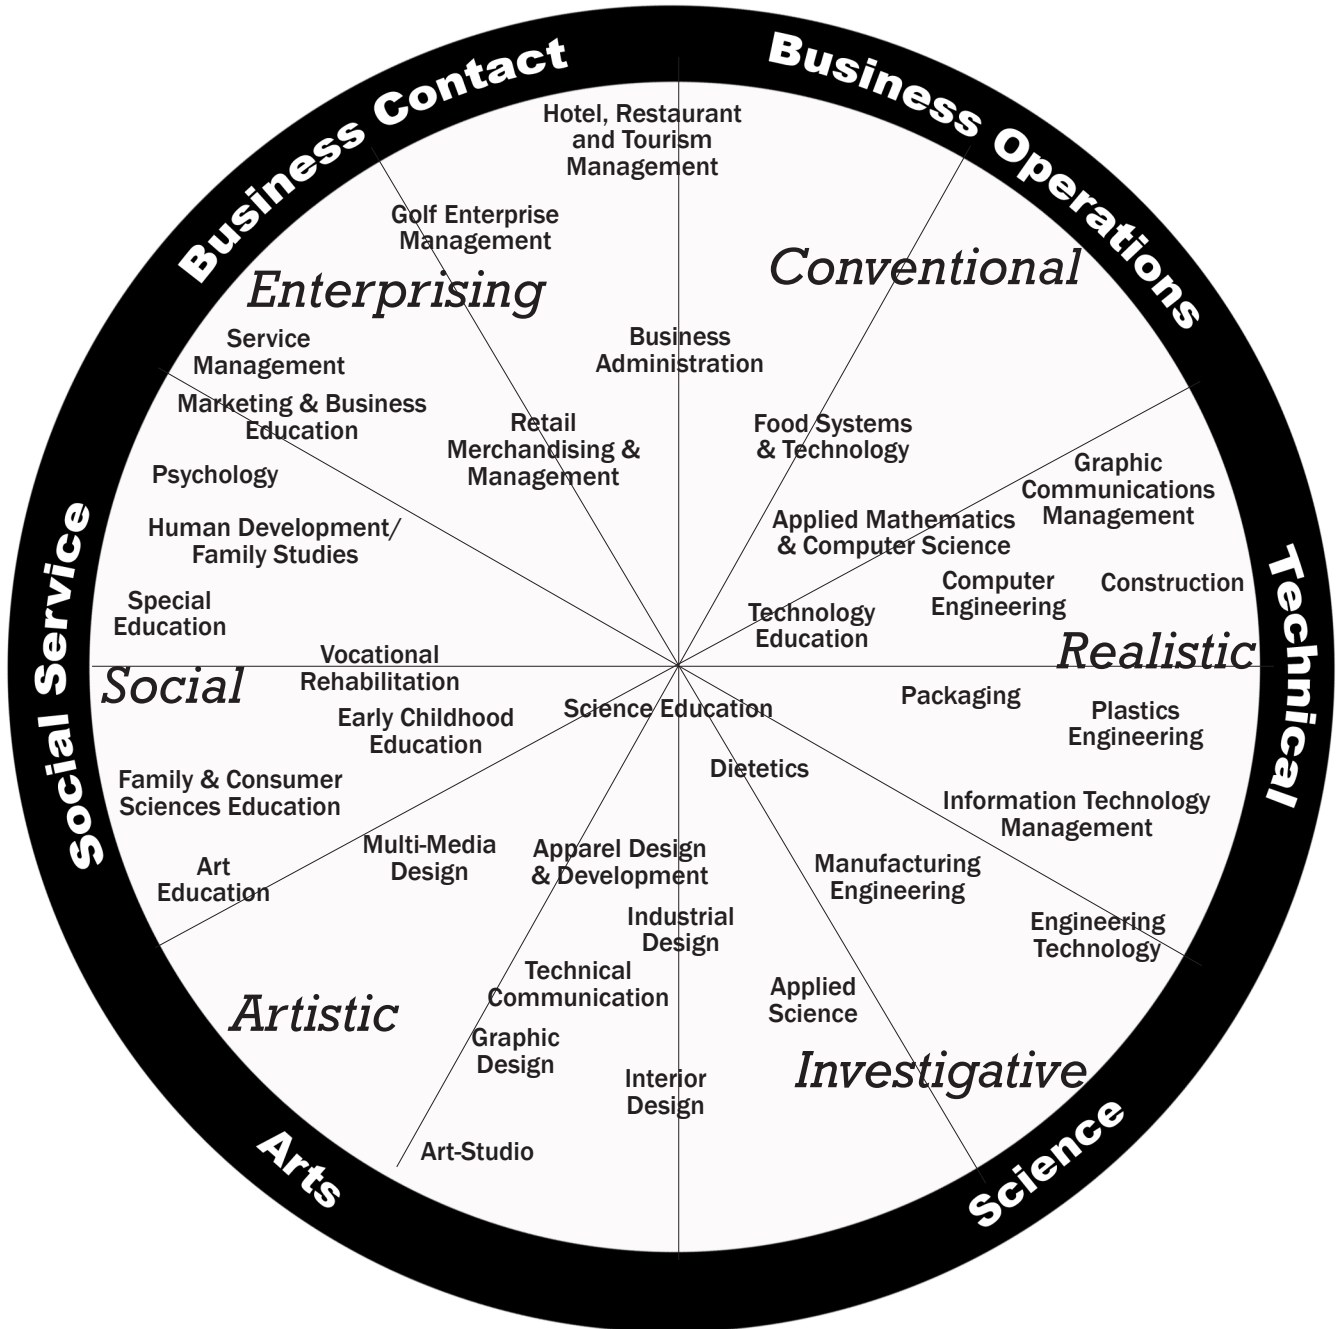 Business Contact
Business Operations
Hotel, Restaurant
and Tourism
Management
Golf Enterprise
Management
Conventional
Enterprising
Service
Management
Business
Administration
Marketing & Business
Education
Retail
Merchandising &
Management
Food Systems
& Technology
Psychology
Graphic
Communications
Management
Human Development/
Family Studies
Applied Mathematics
& Computer Science
Social Service
Technical
Special
Education
Technology
Education
Computer
Engineering
Construction
Vocational
Rehabilitation
Realistic
Social
Early Childhood
Education
Science Education
Packaging
Plastics
Engineering
Dietetics
Family & Consumer
Sciences Education
Information Technology
Management
Art
Education
Multi-Media
Design
Apparel Design
& Development
Manufacturing
Engineering
Industrial
Design
Engineering
Technology
Technical
Communication
Applied
Science
Artistic
Graphic
Design
Interior
Design
Investigative
Art-Studio
Arts
Science